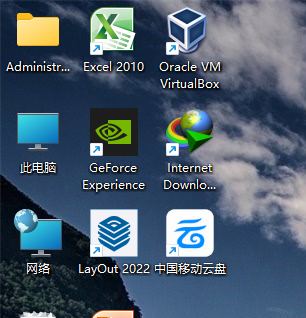 Administr...
Excel 2010
Oracle VM
VirtualBox
此电脑
GeForce
Experience
Internet
Downlo...
网络
LayOut 2022
中国移动云盘